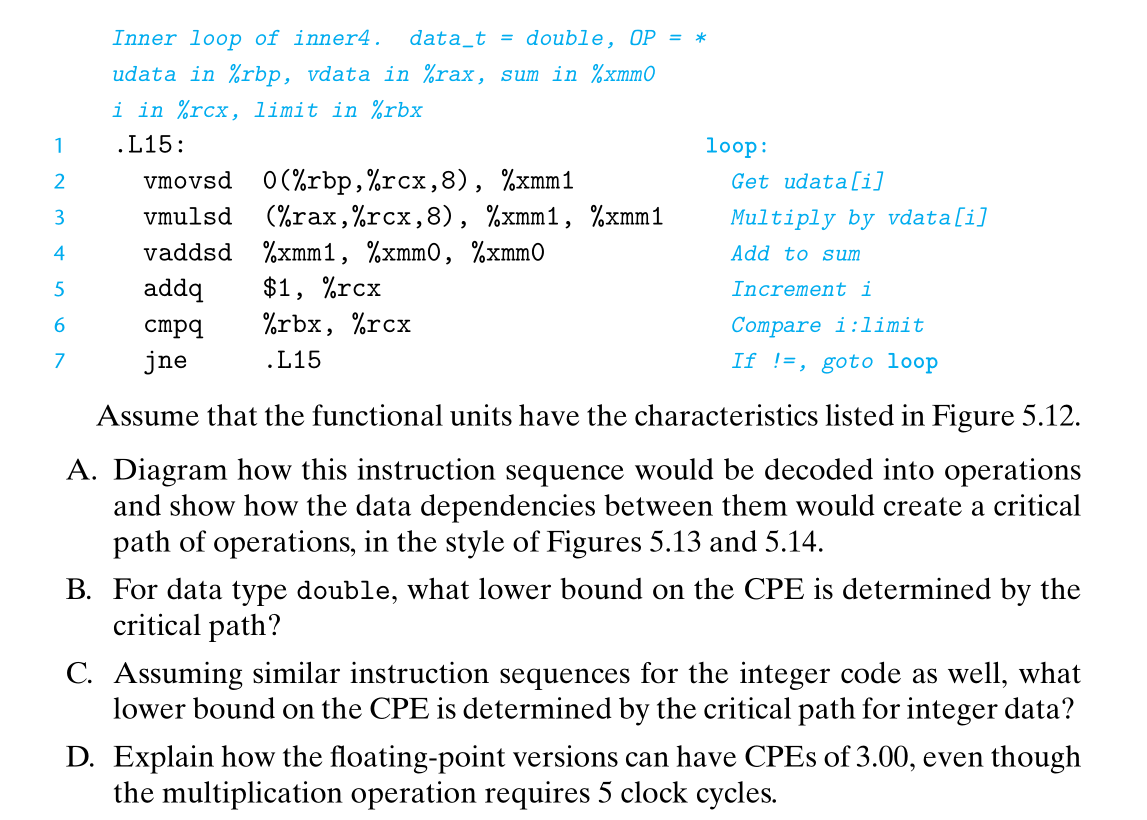 Inner loop of inner4. data_t = double, OP = *
udata in %rbp, vdata in %rax, sum in %xmm0
i in %rcx, limit in %rbx
1 .L15: loop:
2 vmovsd 0(%rbp,%rcx,8), %xmm1 Get udata[i]
3 vmulsd (%rax,%rcx,8), %xmm1, %xmm1 Multiply by vdata[i]
4 vaddsd %xmm1, %xmm0, %xmm0 Add to sum
5 addq $1, %rcx Increment i
6 cmpq %rbx, %rcx Compare i:limit
7 jne .L15 If !=, goto loop
Assume that the functional units have the characteristics listed in Figure 5.12.
A. Diagram how this instruction sequence would be decoded into operations
and show how the data dependencies between them would create a critical
path of operations, in the style of Figures 5.13 and 5.14.
B. For data type double, what lower bound on the CPE is determined by the
critical path?
C. Assuming similar instruction sequences for the integer code as well, what
lower bound on the CPE is determined by the critical path for integer data?
D. Explain how the floating-point versions can have CPEs of 3.00, even though
the multiplication operation requires 5 clock cycles.